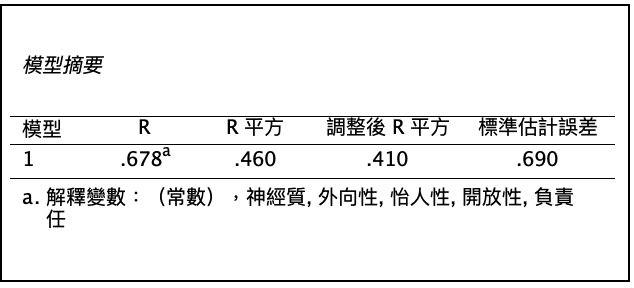 模型摘要
模型 R R 平方 調整後 R 平方 標準估計誤差
1 .678a .460 .410 .690
a. 解釋變數：（常數），神經質, 外向性, 怡人性, 開放性, 負責
任